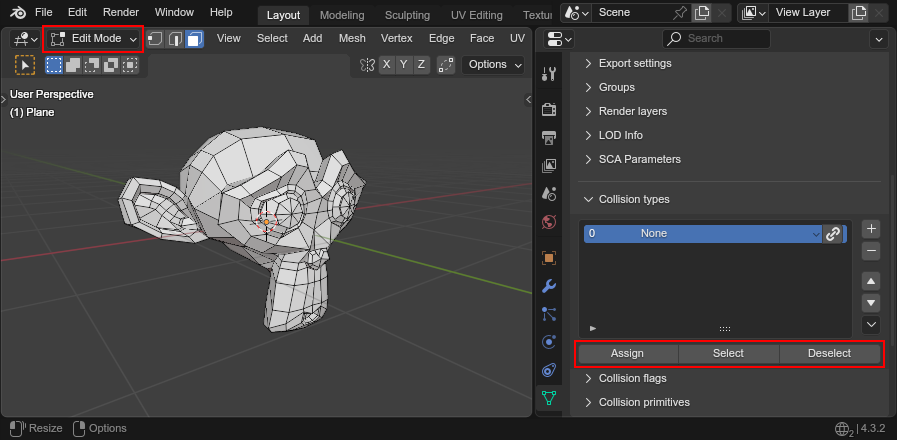 File Edit Render Window Help Layout Modeling Sculpting UV Editing Textur Scene View Layer
Edit Mode View Select Add Mesh Vertex Edge Face UV Search
X Y Z Options
User Perspective
(1) Plane
Export settings
Groups
Render layers
LOD Info
SCA Parameters
Collision types
0 None
Assign Select Deselect
Collision flags
Collision primitives
Resize Options 2 4.3.2